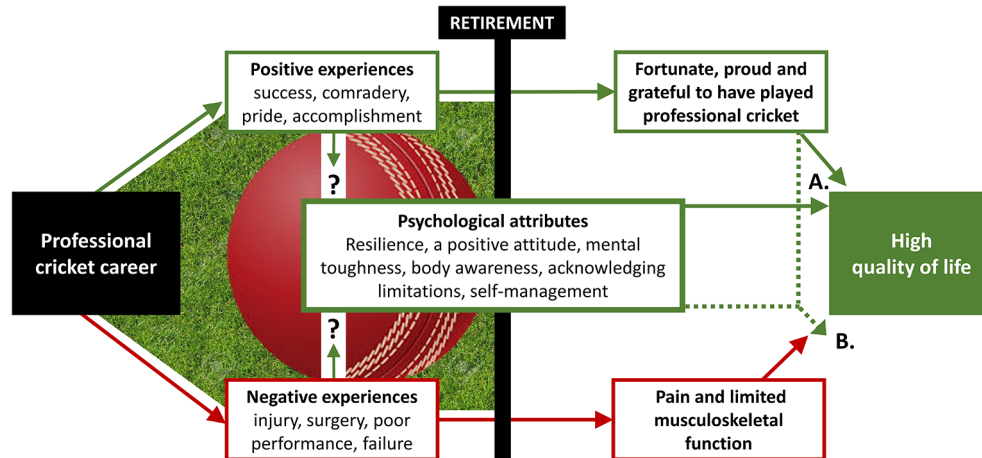 RETIREMENT
Positive experiences
success, comradery,
pride, accomplishment
Fortunate, proud and
grateful to have played
professional cricket
?
A.
Professional
cricket career
Psychological attributes
Resilience, a positive attitude, mental
toughness, body awareness, acknowledging
limitations, self-management
High
quality of life
?
B.
Negative experiences
injury, surgery, poor
performance, failure
Pain and limited
musculoskeletal
function